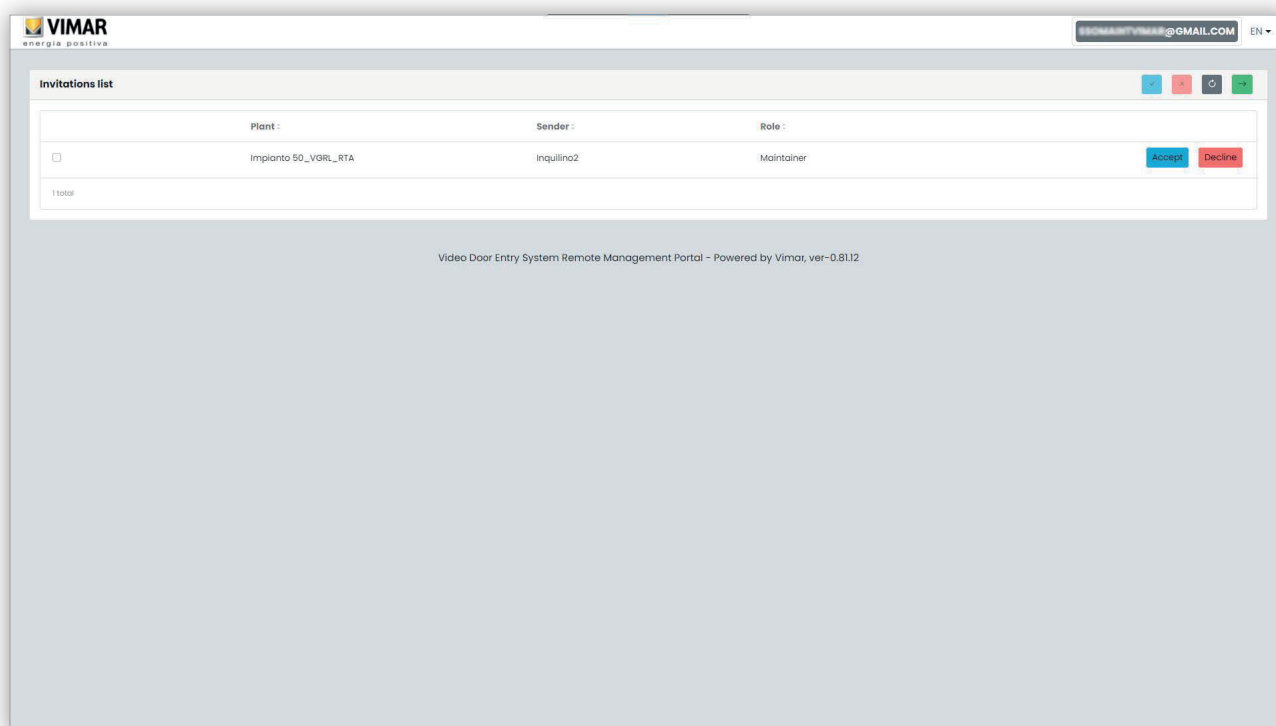 VIMAR
energia positiva
@GMAIL.COM
EN
Invitations list
Plant Sender Role
Impianto 50_VGRL_RTA Inquilino2 Maintainer Accept Decline
1 total
Video Door Entry System Remote Management Portal - Powered by Vimar, ver-0.81.12